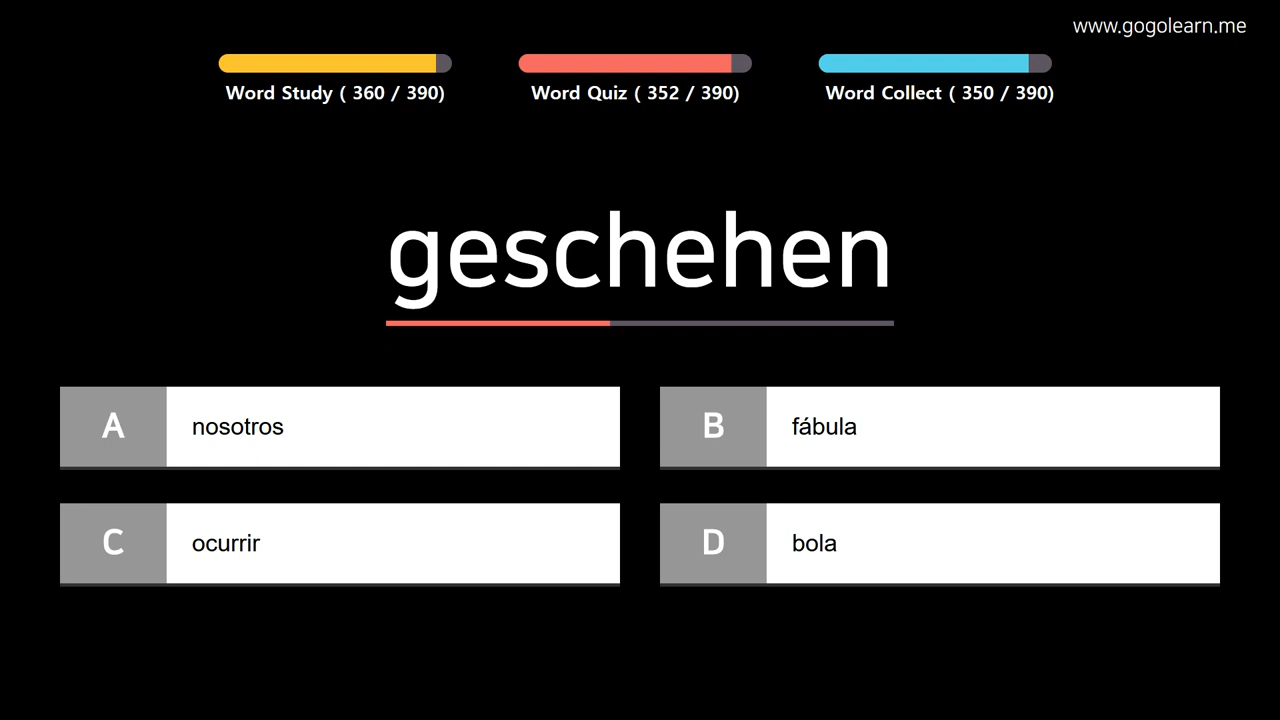 www.gogolearn.me
Word Study ( 360 / 390)
Word Quiz ( 352 / 390)
Word Collect ( 350 / 390)
geschehen
A nosotros
B fábula
C ocurrir
D bola